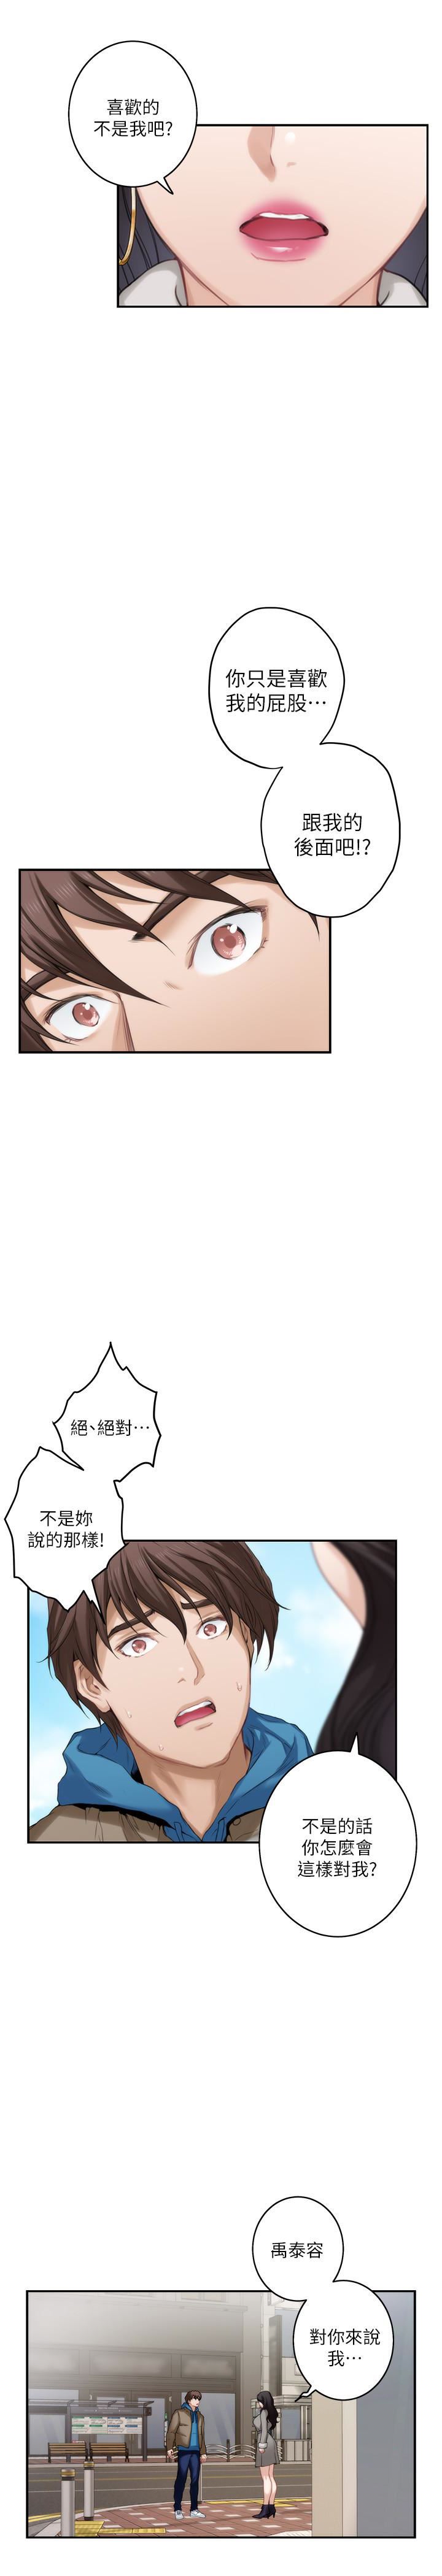 喜歡的
不是我吧?
你只是喜歡
我的屁股⋯
跟我的
後面吧!?
絕、絕對⋯
不是妳
說的那樣!
不是的話
你怎麼會
這樣對我?
禹泰容
對你來說
我⋯